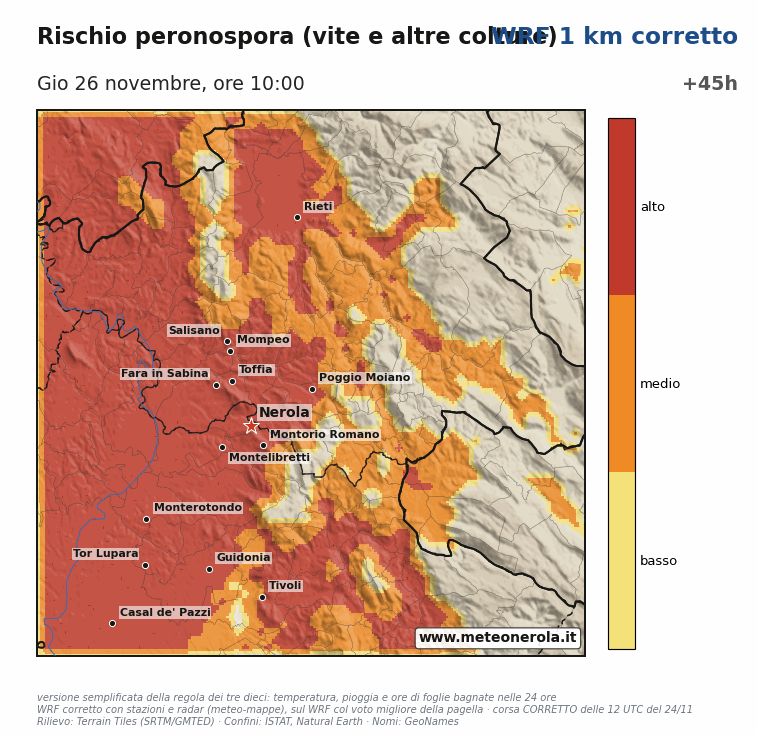 Rischio peronospora (vite e altre colture) WRF 1 km corretto
Gio 26 novembre, ore 10:00 +45h
alto
Rieti
Salisano
Mompeo
Toffia
Fara in Sabina
Poggio Moiano
medio
Nerola
Montorio Romano
Montelibretti
Monterotondo
Tor Lupara
Guidonia
basso
Tivoli
Casal de' Pazzi
www.meteonerola.it
versione semplificata della regola dei tre dieci: temperatura, pioggia e ore di foglie bagnate nelle 24 ore
WRF corretto con stazioni e radar (meteo-mappe), sul WRF col voto migliore della pagella · corsa CORRETTO delle 12 UTC del 24/11
Rilievo: Terrain Tiles (SRTM/GMTED) · Confini: ISTAT, Natural Earth · Nomi: GeoNames